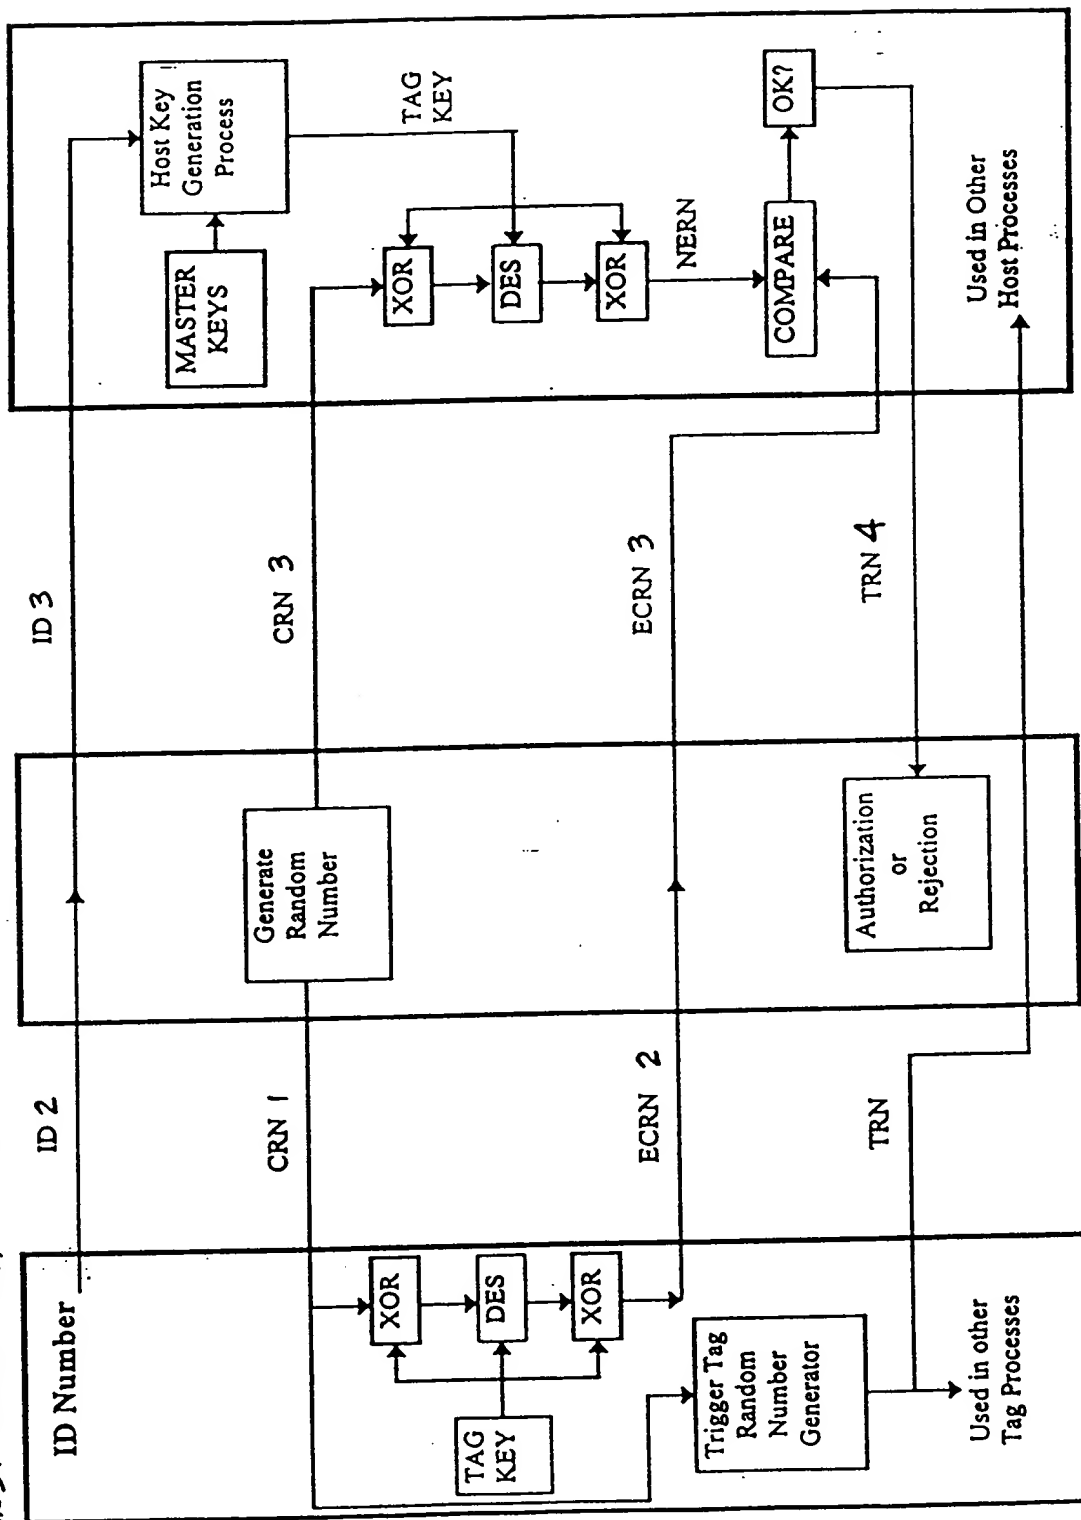 ID Number
ID 2
ID 3
Host Key
Generation
Process
MASTER
KEYS
TAG
KEY
CRN 1
Generate
Random
Number
CRN 3
XOR
DES
XOR
TAG
KEY
XOR
DES
XOR
NERN
ECRN 2
ECRN 3
COMPARE
OK?
Trigger Tag
Random
Number
Generator
TRN
Authorization
or
Rejection
TRN 4
Used in other
Tag Processes
Used in Other
Host Processes